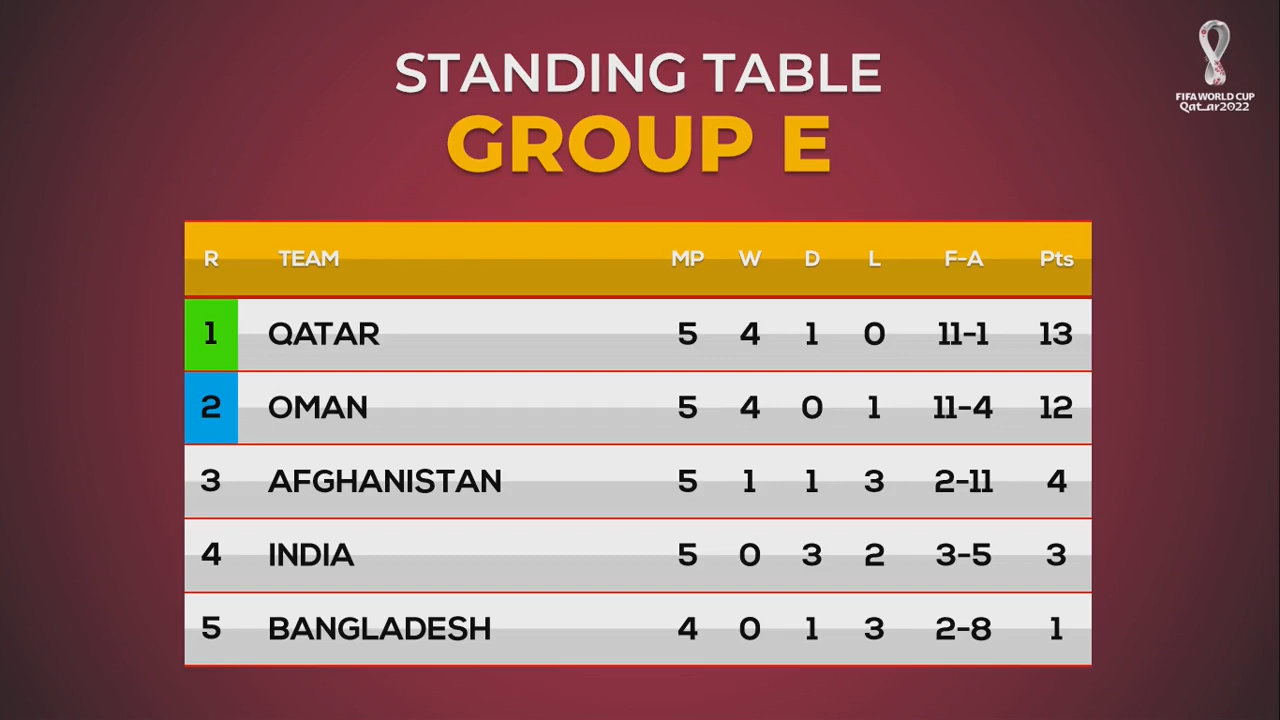 STANDING TABLE
GROUP E
FIFA WORLD CUP
Qatar2022
R TEAM MP W D L F-A Pts
1 QATAR 5 4 1 0 11-1 13
2 OMAN 5 4 0 1 11-4 12
3 AFGHANISTAN 5 1 1 3 2-11 4
4 INDIA 5 0 3 2 3-5 3
5 BANGLADESH 4 0 1 3 2-8 1